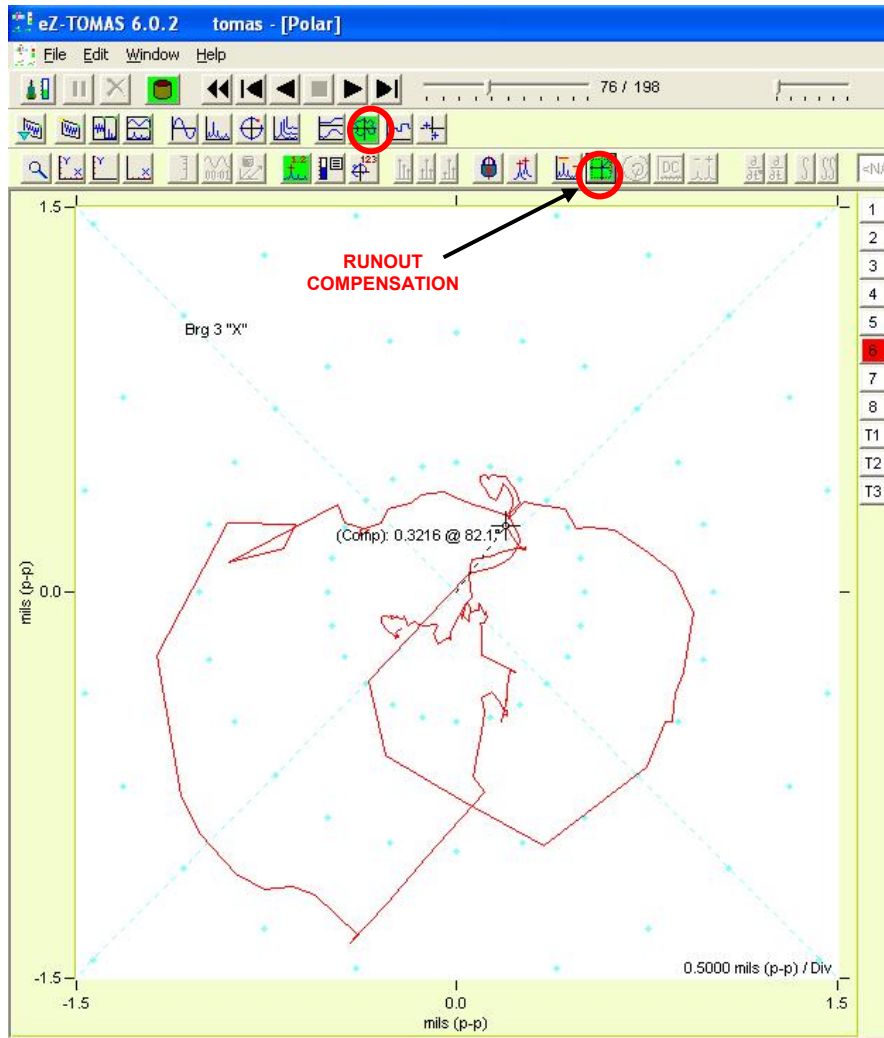 eZ-TOMAS 6.0.2 tomas - [Polar]
File Edit Window Help
76 / 198
1.5
RUNOUT
COMPENSATION
Brg 3 "X"
(Comp): 0.3216 @ 82.1,"
mils (p-p)
0.0
0.5000 mils (p-p) / Div
-1.5
-1.5
0.0
1.5
mils (p-p)
1
2
3
4
5
6
7
8
T1
T2
T3